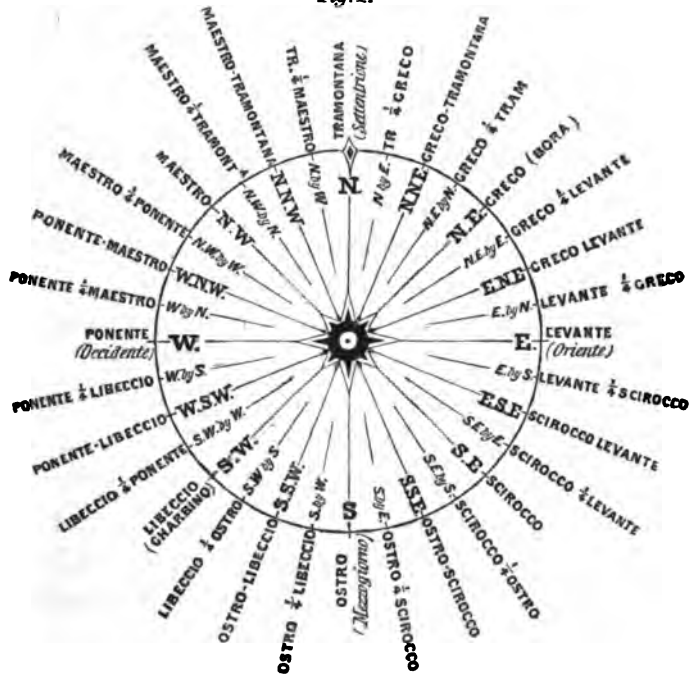 Fig. 2.
TRAMONTANA
(Settentrione)
N.
TR ¼ GRECO
N by E.
GRECO-TRAMONTANA
N.N.E
GRECO ¼ TRAM
N.E. by N.
GRECO (BORA)
N.E.
GRECO ¼ LEVANTE
N.E. by E.
GRECO LEVANTE
E.N.E
LEVANTE ¼ GRECO
E. by N.
LEVANTE
(Oriente)
E.
LEVANTE ¼ SCIROCCO
E. by S.
SCIROCCO LEVANTE
E.S.E
SCIROCCO ¼ LEVANTE
S.E by E.
SCIROCCO
S.E
SCIROCCO ¼ OSTRO
S.E. by S.
OSTRO-SCIROCCO
S.S.E
OSTRO ¼ SCIROCCO
S. by E.
OSTRO
(Mezzogiorno)
S
OSTRO ¼ LIBECCIO
S. by W.
OSTRO-LIBECCIO
S.S.W.
LIBECCIO ¼ OSTRO
S.W by S
LIBECCIO
(GHARBINO)
S.W.
LIBECCIO ¼ PONENTE
S.W. by W.
PONENTE-LIBECCIO
W.S.W.
PONENTE ¼ LIBECCIO
W. by S.
PONENTE
(Occidente)
W.
PONENTE ¼ MAESTRO
W by N.
PONENTE-MAESTRO
W.N.W.
MAESTRO ¼ PONENTE
N.W. by W.
MAESTRO
N.W
MAESTRO ¼ TRAMONTA
N.W. by N.
MAESTRO-TRAMONTANA
N.N.W
TR. ¼ MAESTRO
N by W